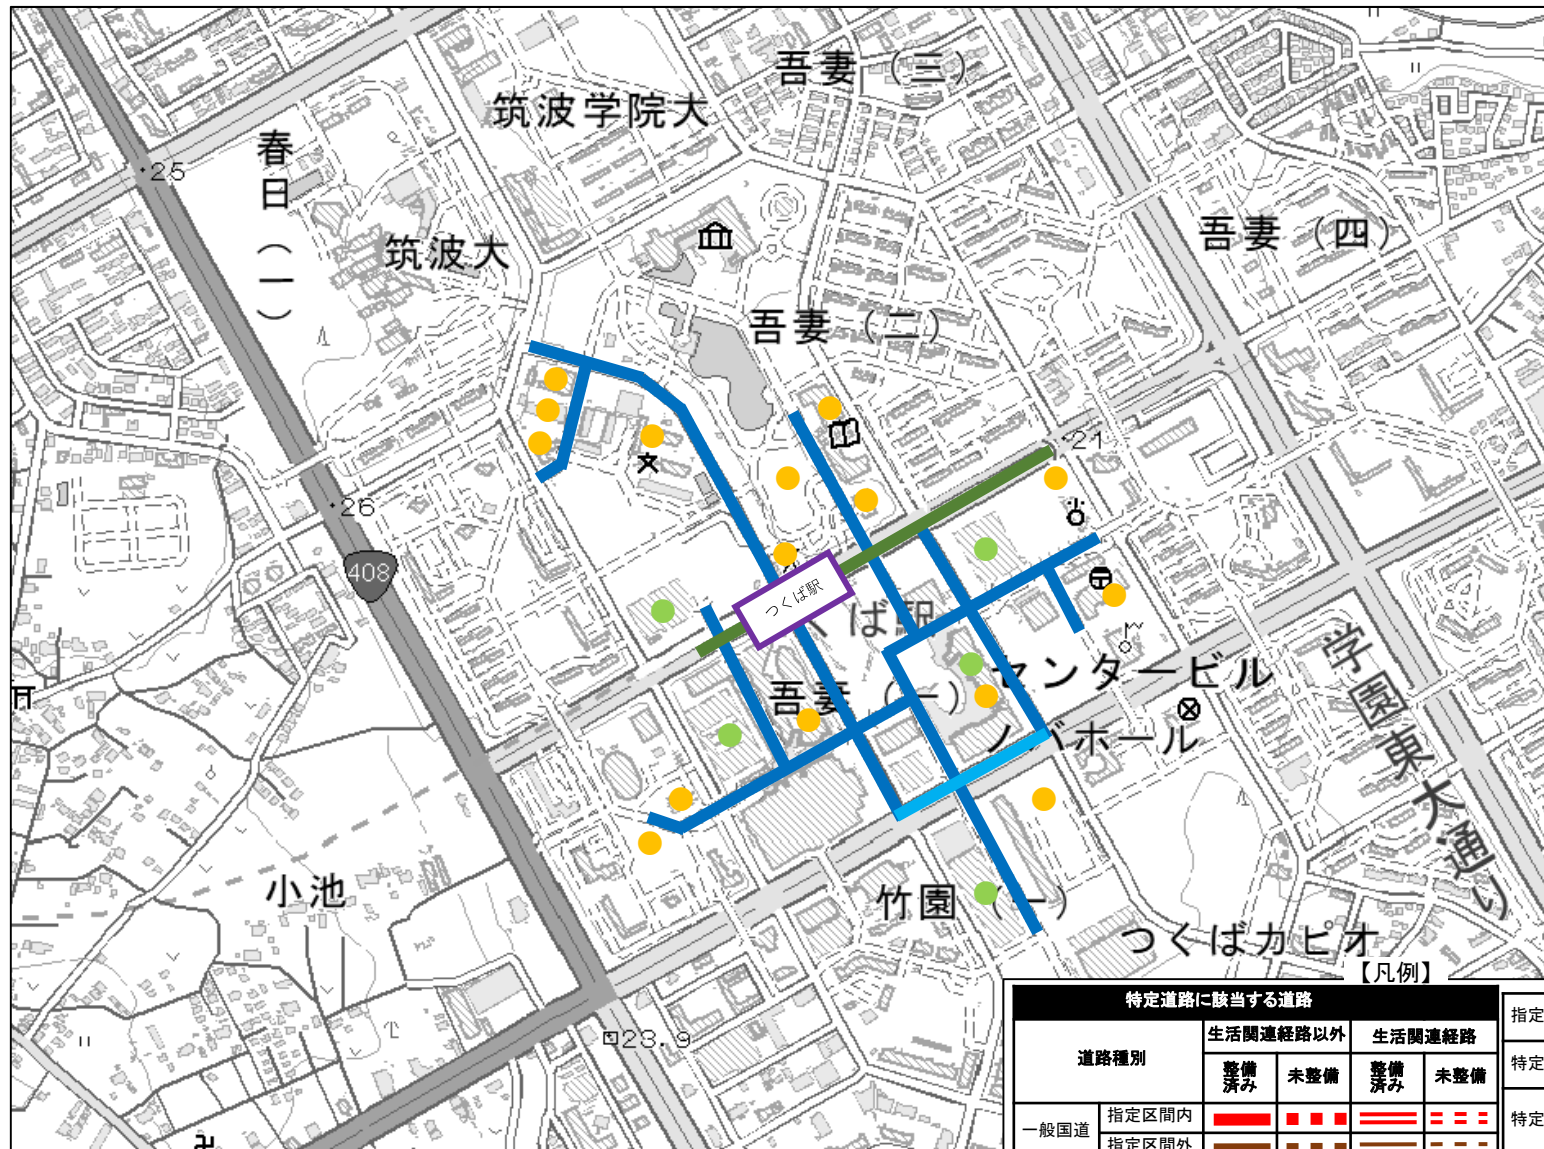 吾妻（三）
筑波学院大
春日（一）
25
筑波大
吾妻（四）
吾妻（二）
21
26
408
つくば駅
くば駅
吾妻（一）
センタービル
ノバホール
学園東大通り
小池
竹園（一）
つくばカピオ
23.9
【凡例】
特定道路に該当する道路
指定
道路種別
生活関連経路以外
生活関連経路
特定
整備済み
未整備
整備済み
未整備
一般国道
指定区間内
特定
指定区間外